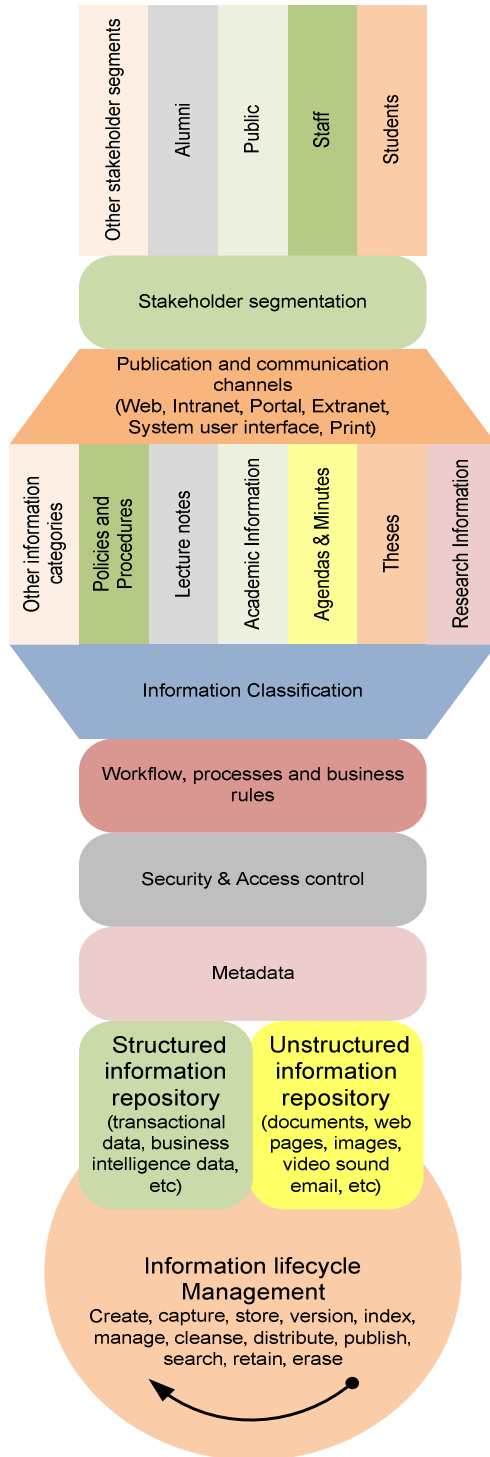 Other stakeholder segments
Alumni
Public
Staff
Students
Stakeholder segmentation
Publication and communication
channels
(Web, Intranet, Portal, Extranet,
System user interface, Print)
Other information
categories
Policies and
Procedures
Lecture notes
Academic Information
Agendas & Minutes
Theses
Research Information
Information Classification
Workflow, processes and business
rules
Security & Access control
Metadata
Structured
information
repository
(transactional
data, business
intelligence data,
etc)
Unstructured
information
repository
(documents, web
pages, images,
video sound
email, etc)
Information lifecycle
Management
Create, capture, store, version, index,
manage, cleanse, distribute, publish,
search, retain, erase